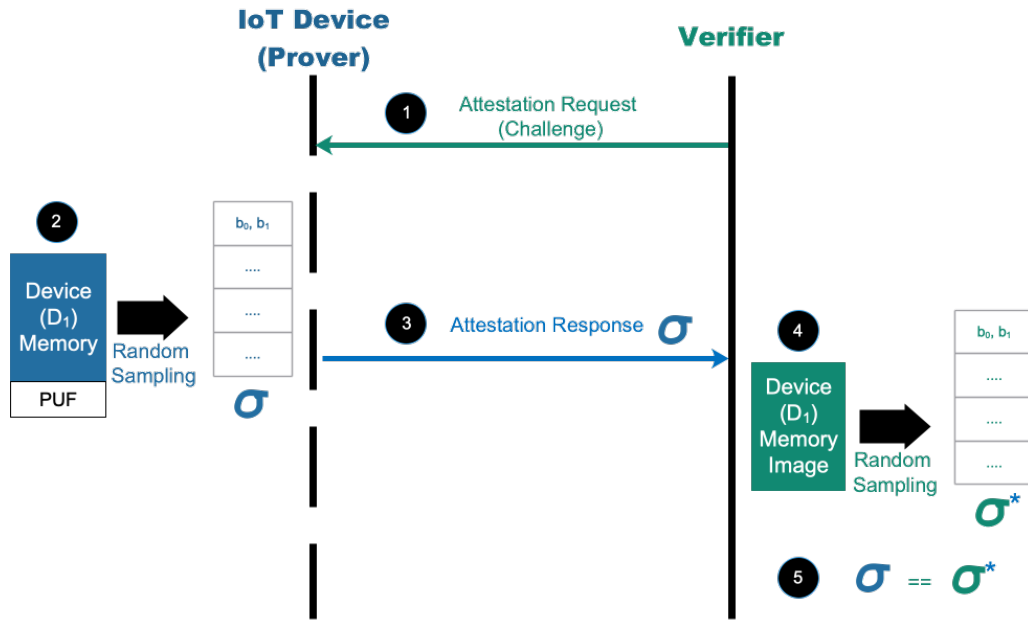 IoT Device
(Prover)
Verifier
1
Attestation Request
(Challenge)
2
Device
(D₁)
Memory
PUF
Random
Sampling
b₀, b₁
....
....
....
σ
3
Attestation Response σ
4
Device
(D₁)
Memory
Image
Random
Sampling
b₀, b₁
....
....
....
σ*
5
σ == σ*